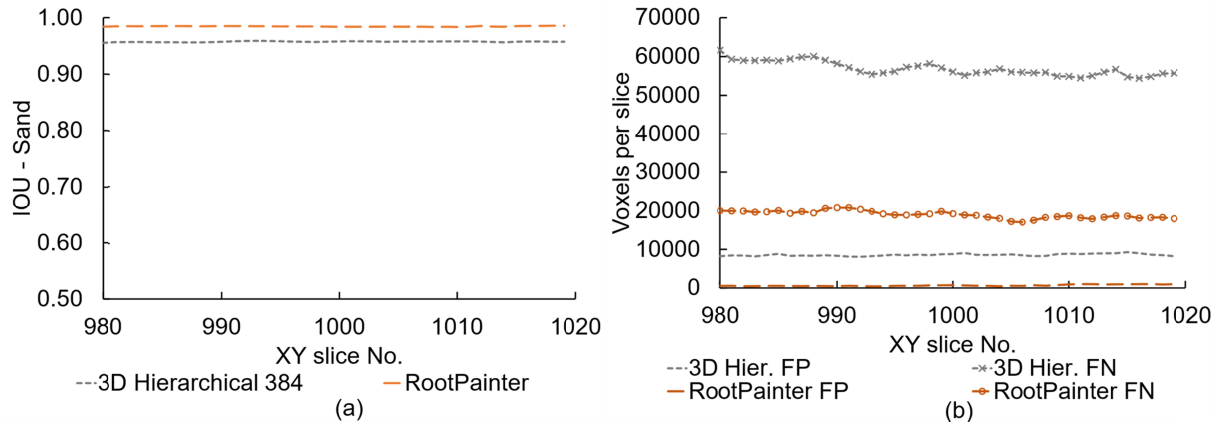 1.00
0.90
0.80
0.70
0.60
0.50
IOU - Sand
980 990 1000 1010 1020
XY slice No.
3D Hierarchical 384 RootPainter
(a)
70000
60000
50000
40000
30000
20000
10000
0
Voxels per slice
980 990 1000 1010 1020
XY slice No.
3D Hier. FP 3D Hier. FN
RootPainter FP RootPainter FN
(b)